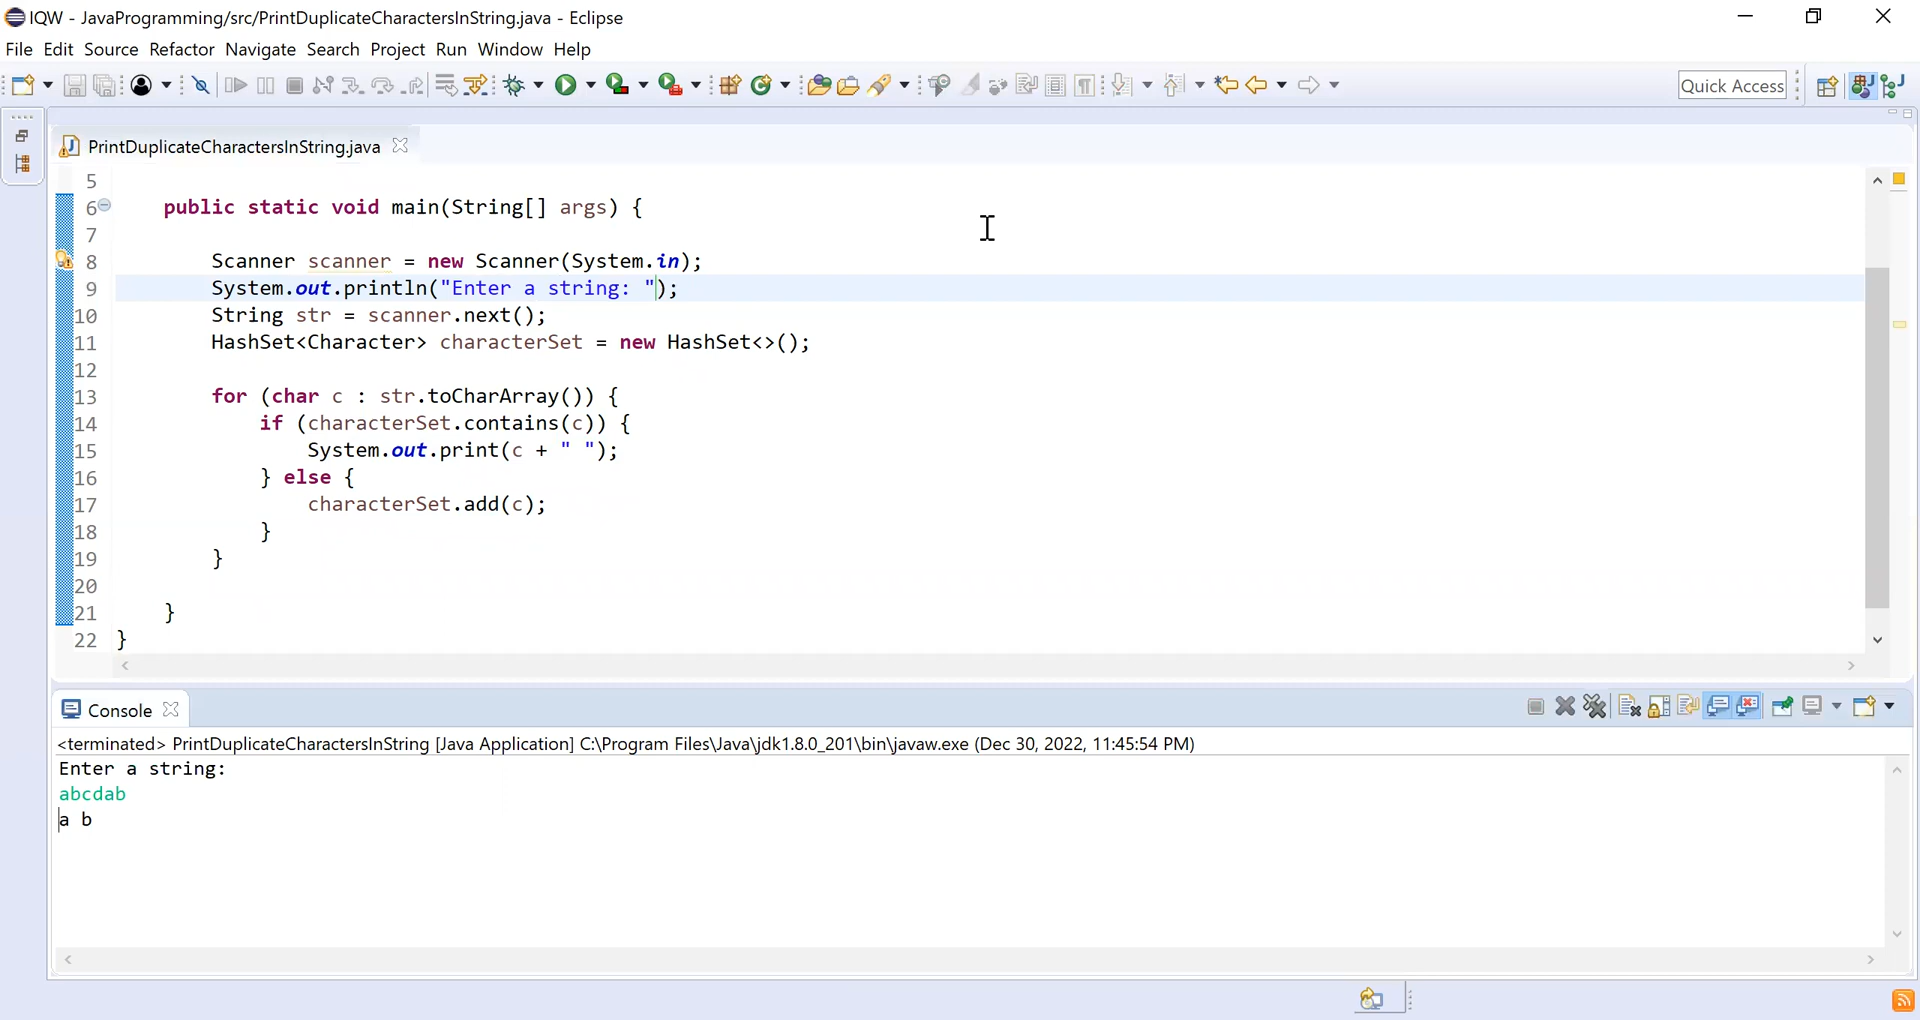 IQW - JavaProgramming/src/PrintDuplicateCharactersInString.java - Eclipse
File Edit Source Refactor Navigate Search Project Run Window Help
Quick Access
PrintDuplicateCharactersInString.java
5
6 public static void main(String[] args) {
7
8 Scanner scanner = new Scanner(System.in);
9 System.out.println("Enter a string: ");
10 String str = scanner.next();
11 HashSet<Character> characterSet = new HashSet<>();
12
13 for (char c : str.toCharArray()) {
14 if (characterSet.contains(c)) {
15 System.out.print(c + " ");
16 } else {
17 characterSet.add(c);
18 }
19 }
20
21 }
22 }
Console
<terminated> PrintDuplicateCharactersInString [Java Application] C:\Program Files\Java\jdk1.8.0_201\bin\javaw.exe (Dec 30, 2022, 11:45:54 PM)
Enter a string:
abcdab
a b